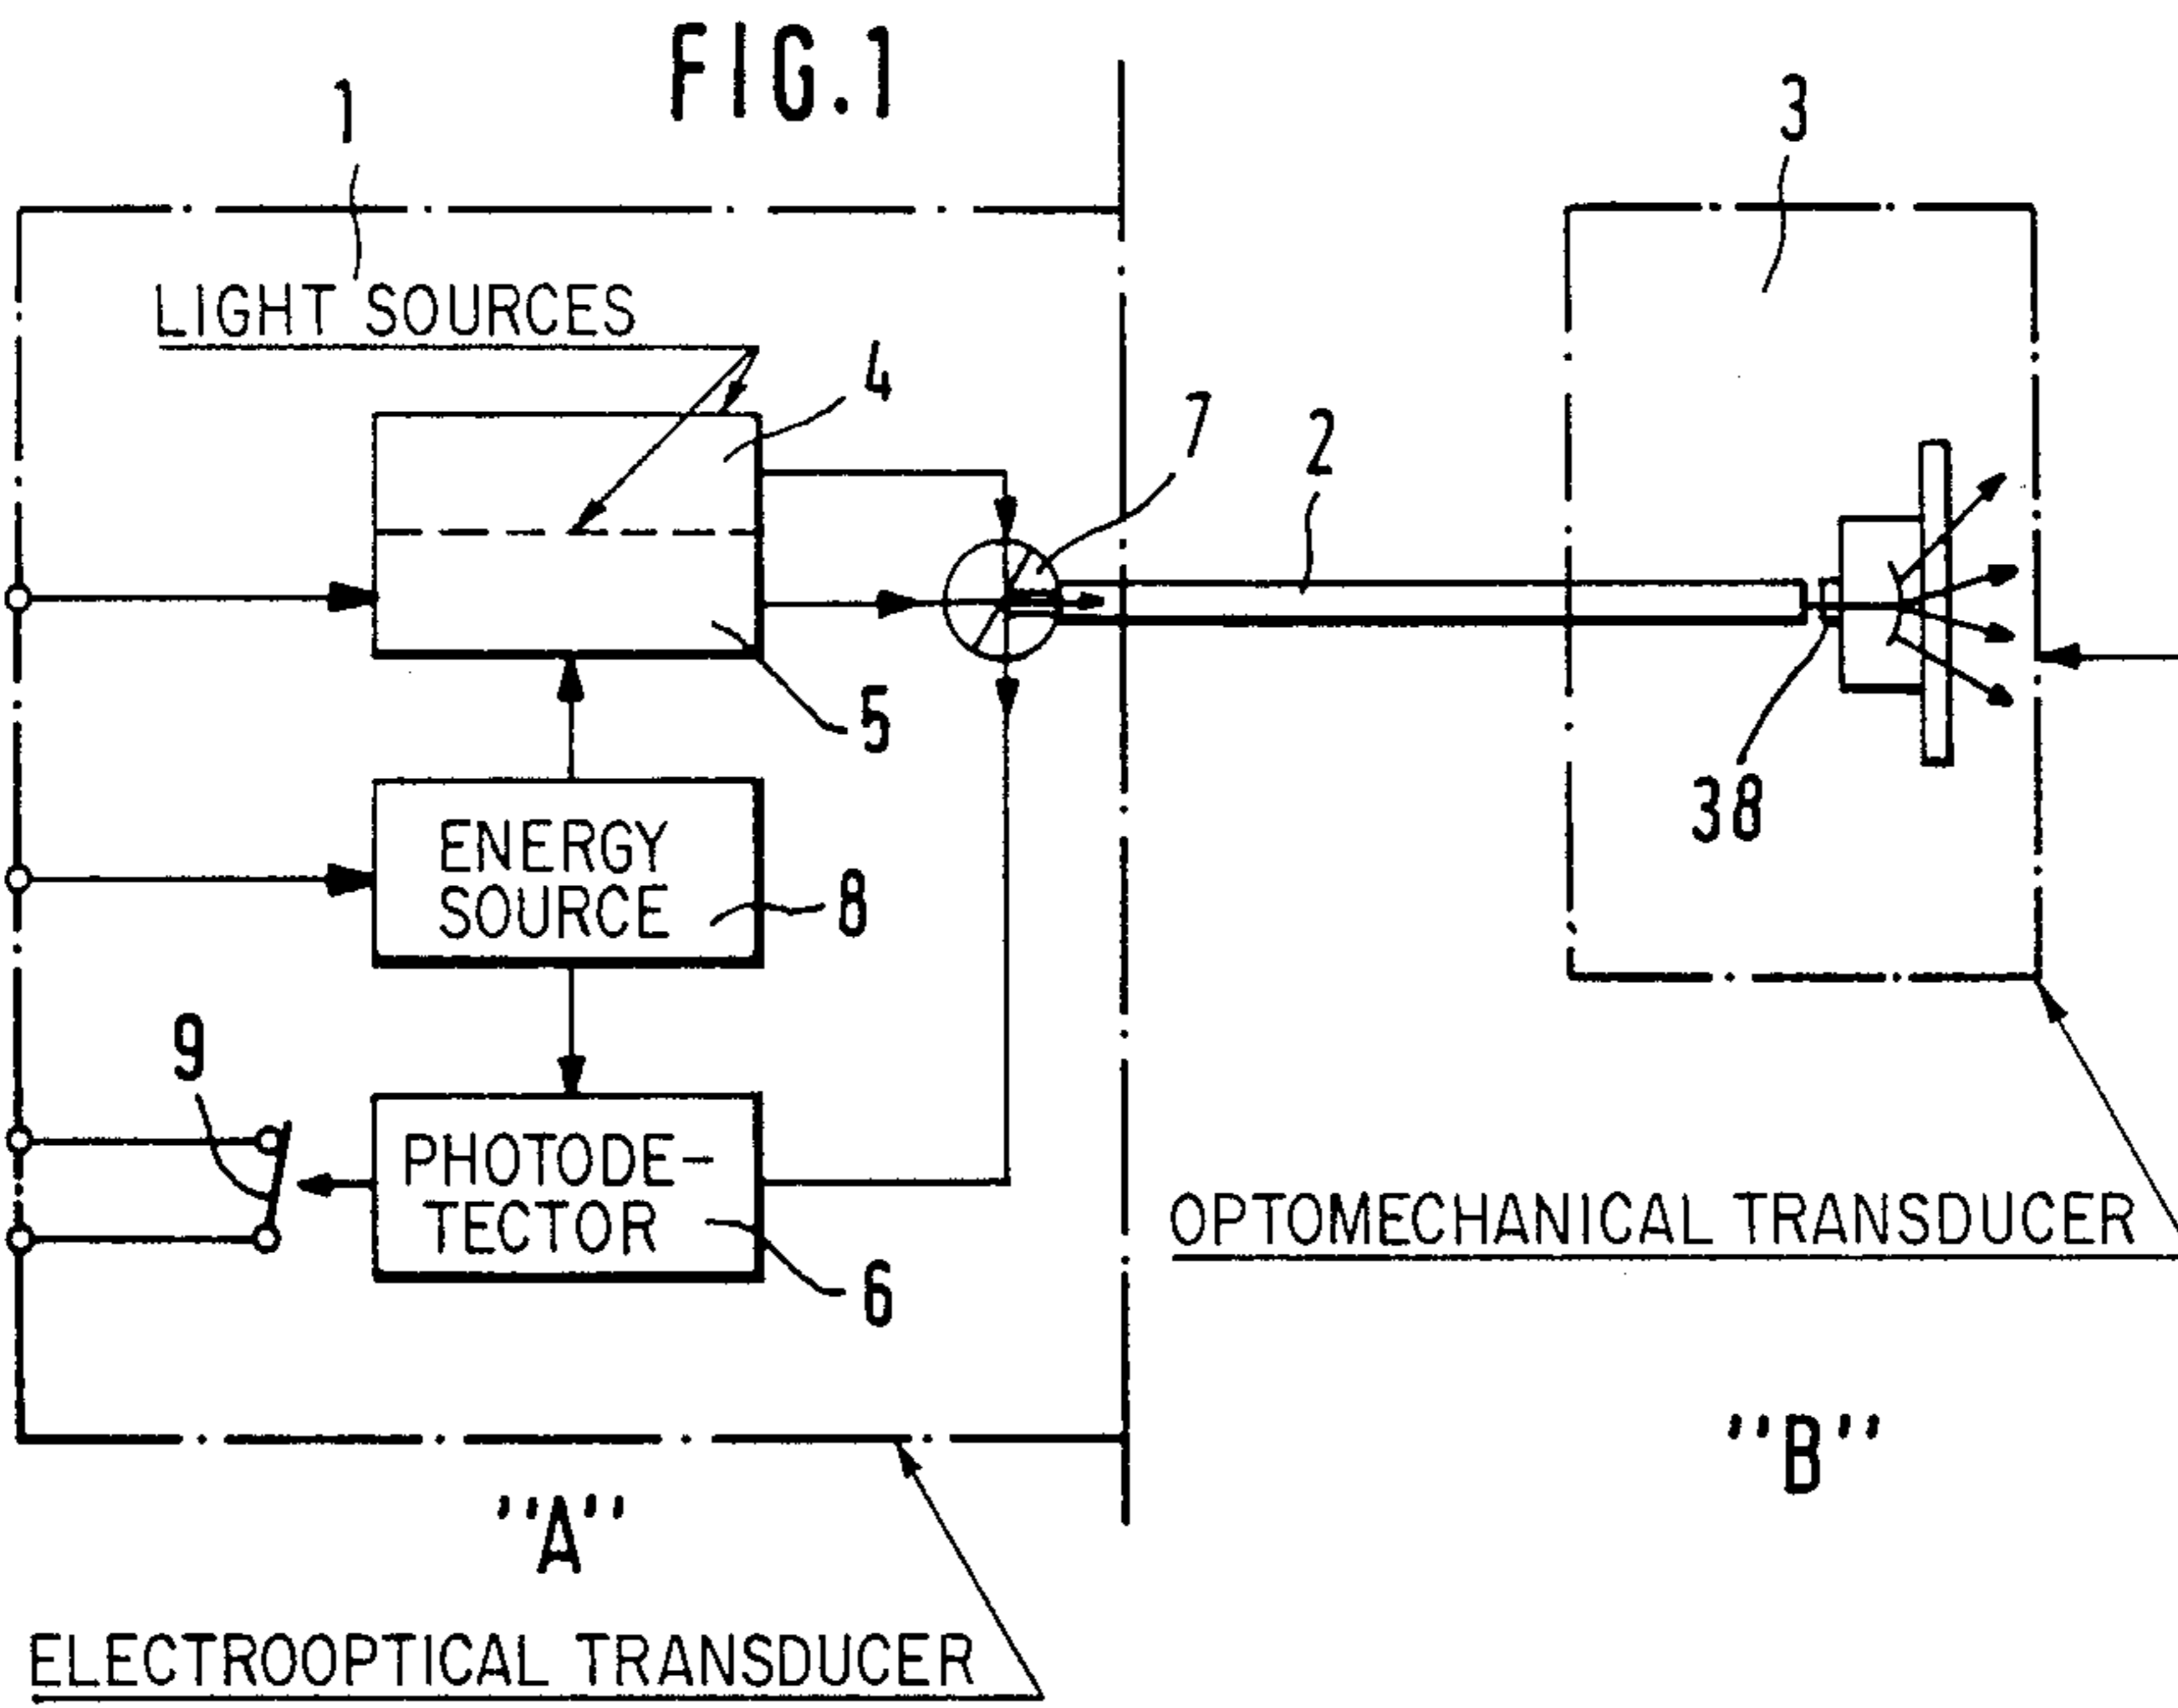 FIG.1
1
3
LIGHT SOURCES
4
7
2
5
38
ENERGY
SOURCE
8
9
PHOTODE-
TECTOR
6
OPTOMECHANICAL TRANSDUCER
"A"
"B"
ELECTROOPTICAL TRANSDUCER